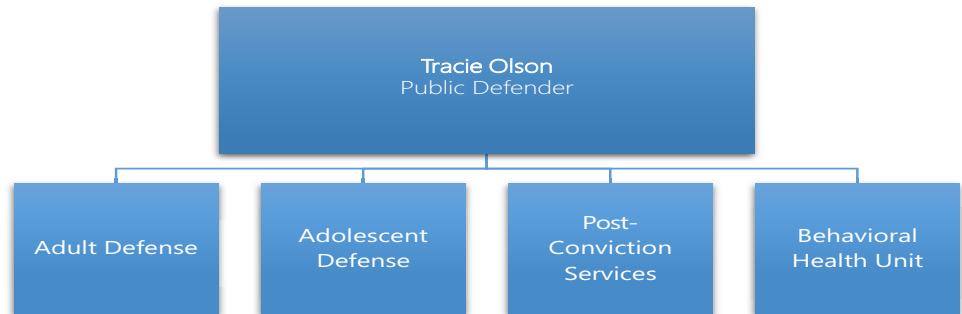 Tracie Olson
Public Defender
Adult Defense
Adolescent
Defense
Post-
Conviction
Services
Behavioral
Health Unit